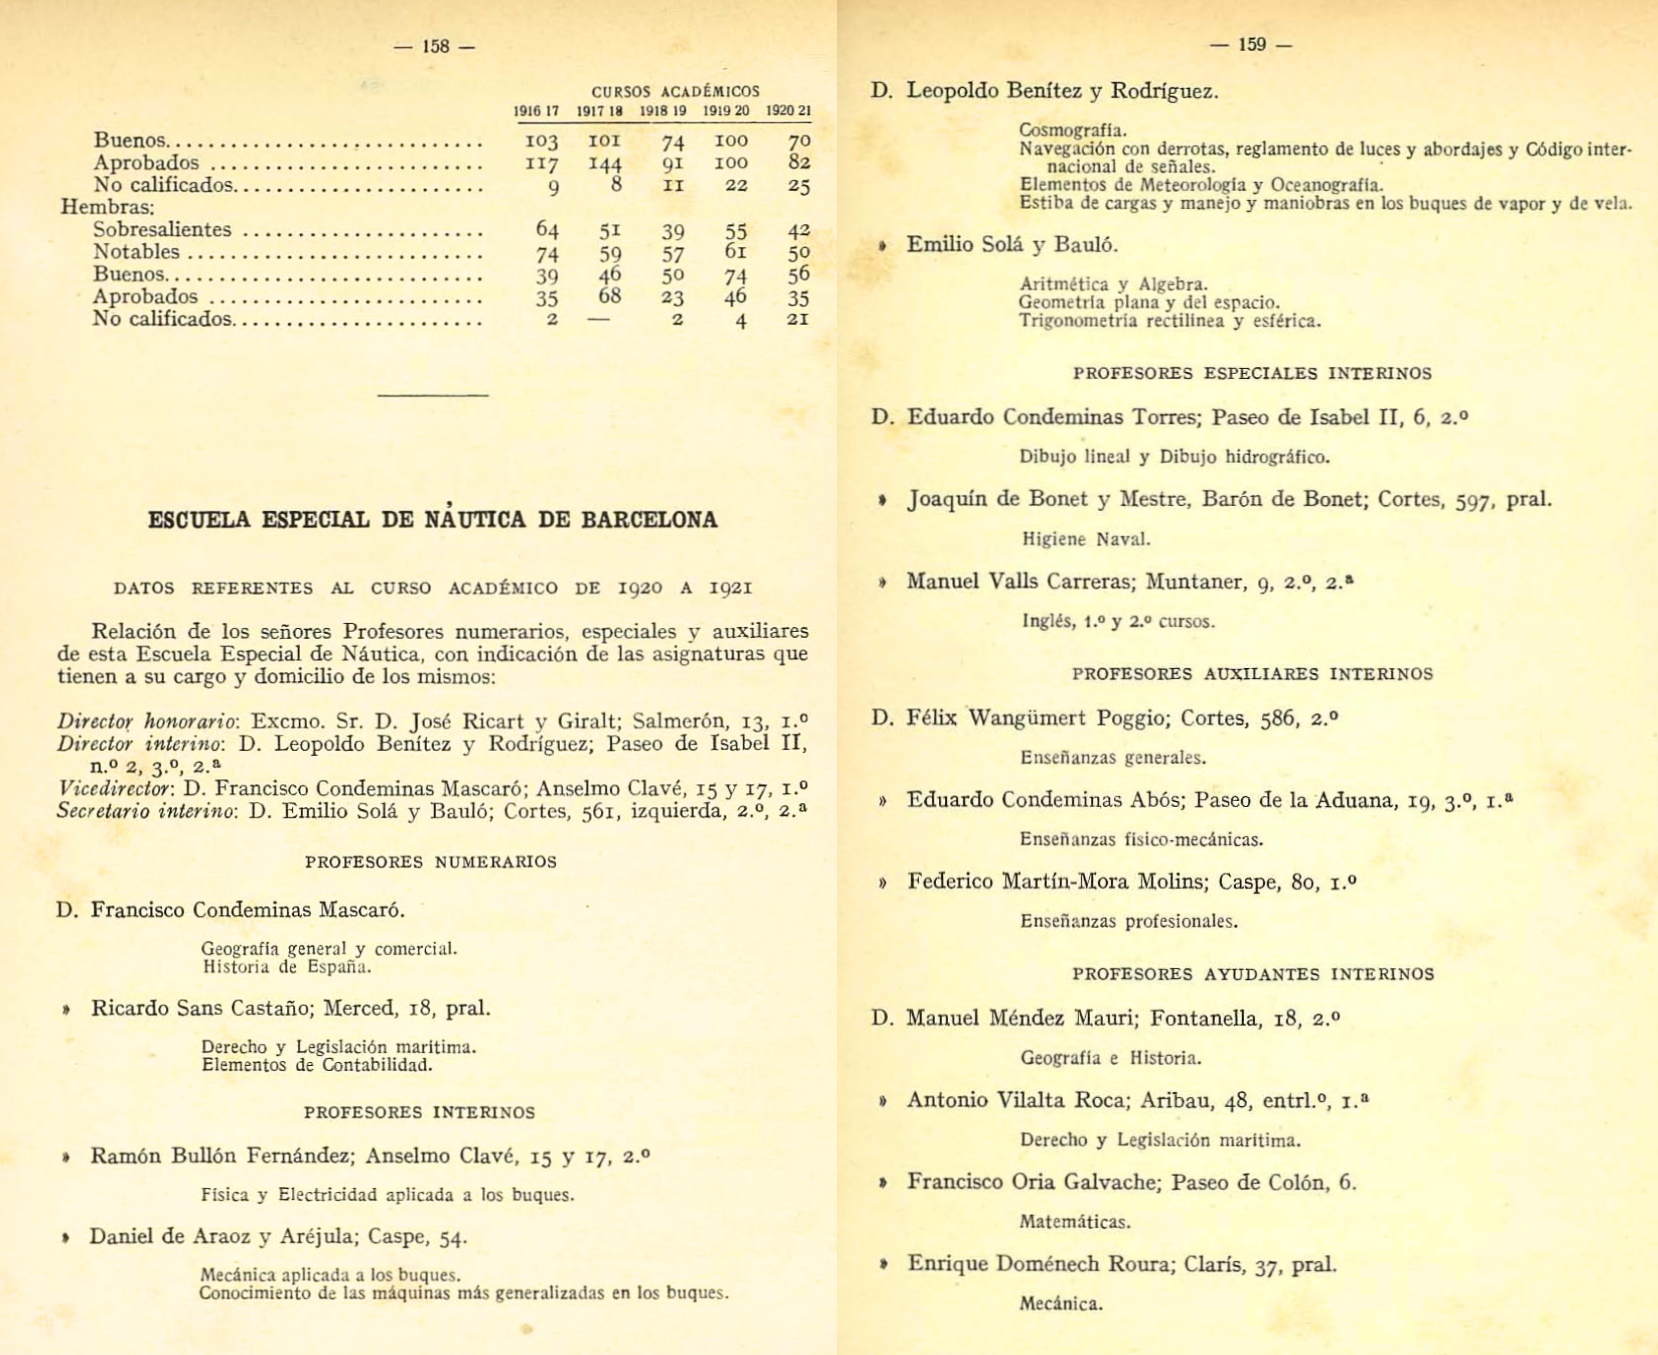 — 158 —
CURSOS ACADÉMICOS
1916 17 1917 18 1918 19 1919 20 1920 21
Buenos. 103 101 74 100 70
Aprobados 117 144 91 100 82
No calificados. 9 8 11 22 25
Hembras:
Sobresalientes 64 51 39 55 42
Notables 74 59 57 61 50
Buenos. 39 46 50 74 56
Aprobados 35 68 23 46 35
No calificados. 2 — 2 4 21
ESCUELA ESPECIAL DE NÁUTICA DE BARCELONA
DATOS REFERENTES AL CURSO ACADÉMICO DE 1920 A 1921
Relación de los señores Profesores numerarios, especiales y auxiliares
de esta Escuela Especial de Náutica, con indicación de las asignaturas que
tienen a su cargo y domicilio de los mismos:
Director honorario: Excmo. Sr. D. José Ricart y Giralt; Salmerón, 13, 1.º
Director interino: D. Leopoldo Benítez y Rodríguez; Paseo de Isabel II,
n.º 2, 3.º, 2.ª
Vicedirector: D. Francisco Condeminas Mascaró; Anselmo Clavé, 15 y 17, 1.º
Secretario interino: D. Emilio Solá y Bauló; Cortes, 561, izquierda, 2.º, 2.ª
PROFESORES NUMERARIOS
D. Francisco Condeminas Mascaró.
Geografía general y comercial.
Historia de España.
» Ricardo Sans Castaño; Merced, 18, pral.
Derecho y Legislación marítima.
Elementos de Contabilidad.
PROFESORES INTERINOS
» Ramón Bullón Fernández; Anselmo Clavé, 15 y 17, 2.º
Física y Electricidad aplicada a los buques.
» Daniel de Araoz y Aréjula; Caspe, 54.
Mecánica aplicada a los buques.
Conocimiento de las máquinas más generalizadas en los buques.
— 159 —
D. Leopoldo Benítez y Rodríguez.
Cosmografía.
Navegación con derrotas, reglamento de luces y abordajes y Código inter-
nacional de señales.
Elementos de Meteorología y Oceanografía.
Estiba de cargas y manejo y maniobras en los buques de vapor y de vela.
» Emilio Solá y Bauló.
Aritmética y Algebra.
Geometría plana y del espacio.
Trigonometría rectilínea y esférica.
PROFESORES ESPECIALES INTERINOS
D. Eduardo Condeminas Torres; Paseo de Isabel II, 6, 2.º
Dibujo lineal y Dibujo hidrográfico.
» Joaquín de Bonet y Mestre, Barón de Bonet; Cortes, 597, pral.
Higiene Naval.
» Manuel Valls Carreras; Muntaner, 9, 2.º, 2.ª
Inglés, 1.º y 2.º cursos.
PROFESORES AUXILIARES INTERINOS
D. Félix Wangümert Poggio; Cortes, 586, 2.º
Enseñanzas generales.
» Eduardo Condeminas Abós; Paseo de la Aduana, 19, 3.º, 1.ª
Enseñanzas físico-mecánicas.
» Federico Martín-Mora Molins; Caspe, 80, 1.º
Enseñanzas profesionales.
PROFESORES AYUDANTES INTERINOS
D. Manuel Méndez Mauri; Fontanella, 18, 2.º
Geografía e Historia.
» Antonio Vilalta Roca; Aribau, 48, entrl.º, 1.ª
Derecho y Legislación marítima.
» Francisco Oria Galvache; Paseo de Colón, 6.
Matemáticas.
» Enrique Doménech Roura; Clarís, 37, pral.
Mecánica.